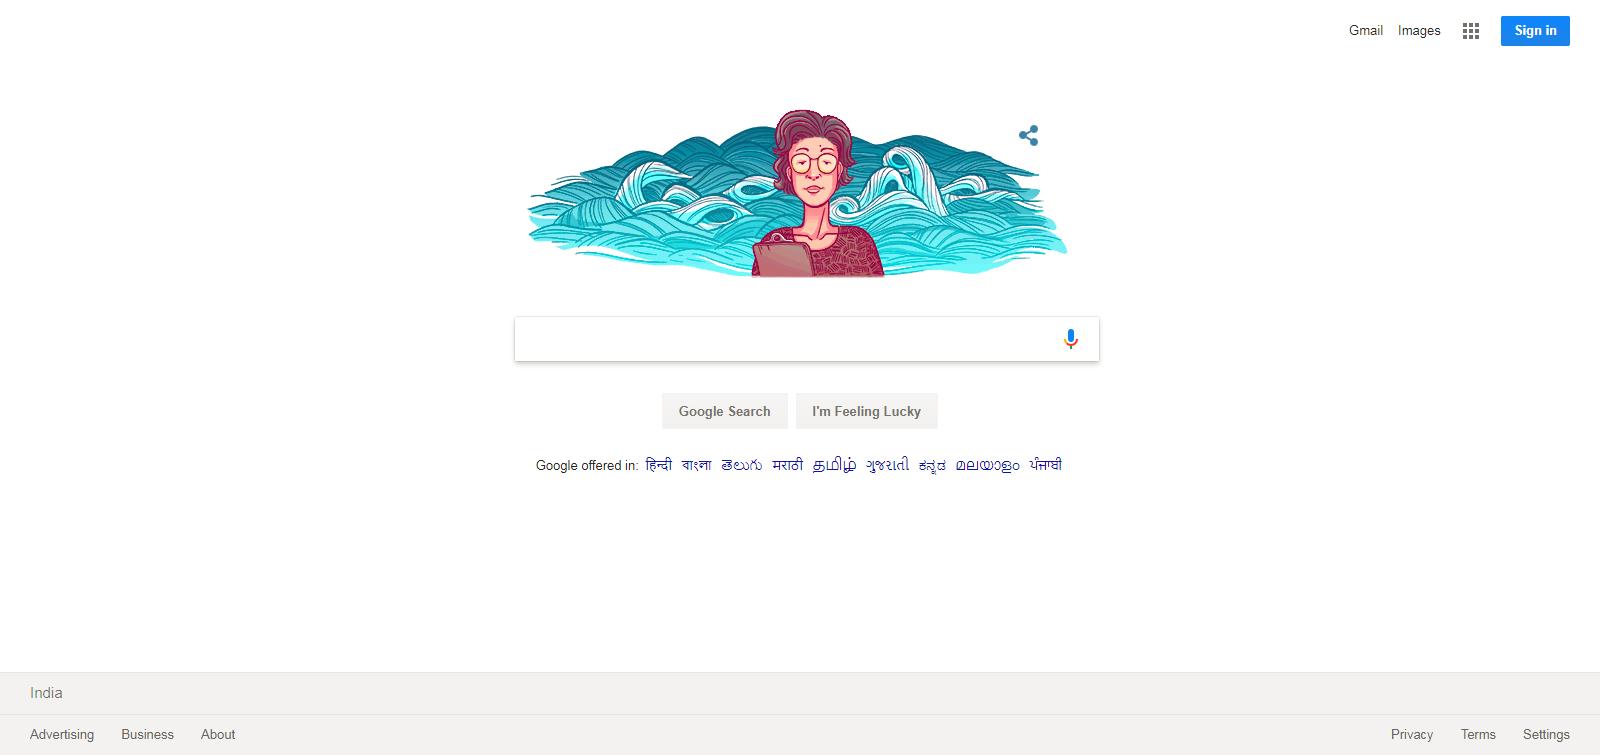 Gmail Images Sign in
Google Search I'm Feeling Lucky
Google offered in: हिन्दी বাংলা తెలుగు मराठी தமிழ் ગુજરાતી ಕನ್ನಡ മലയാളം ਪੰਜਾਬੀ
India
Advertising Business About Privacy Terms Settings